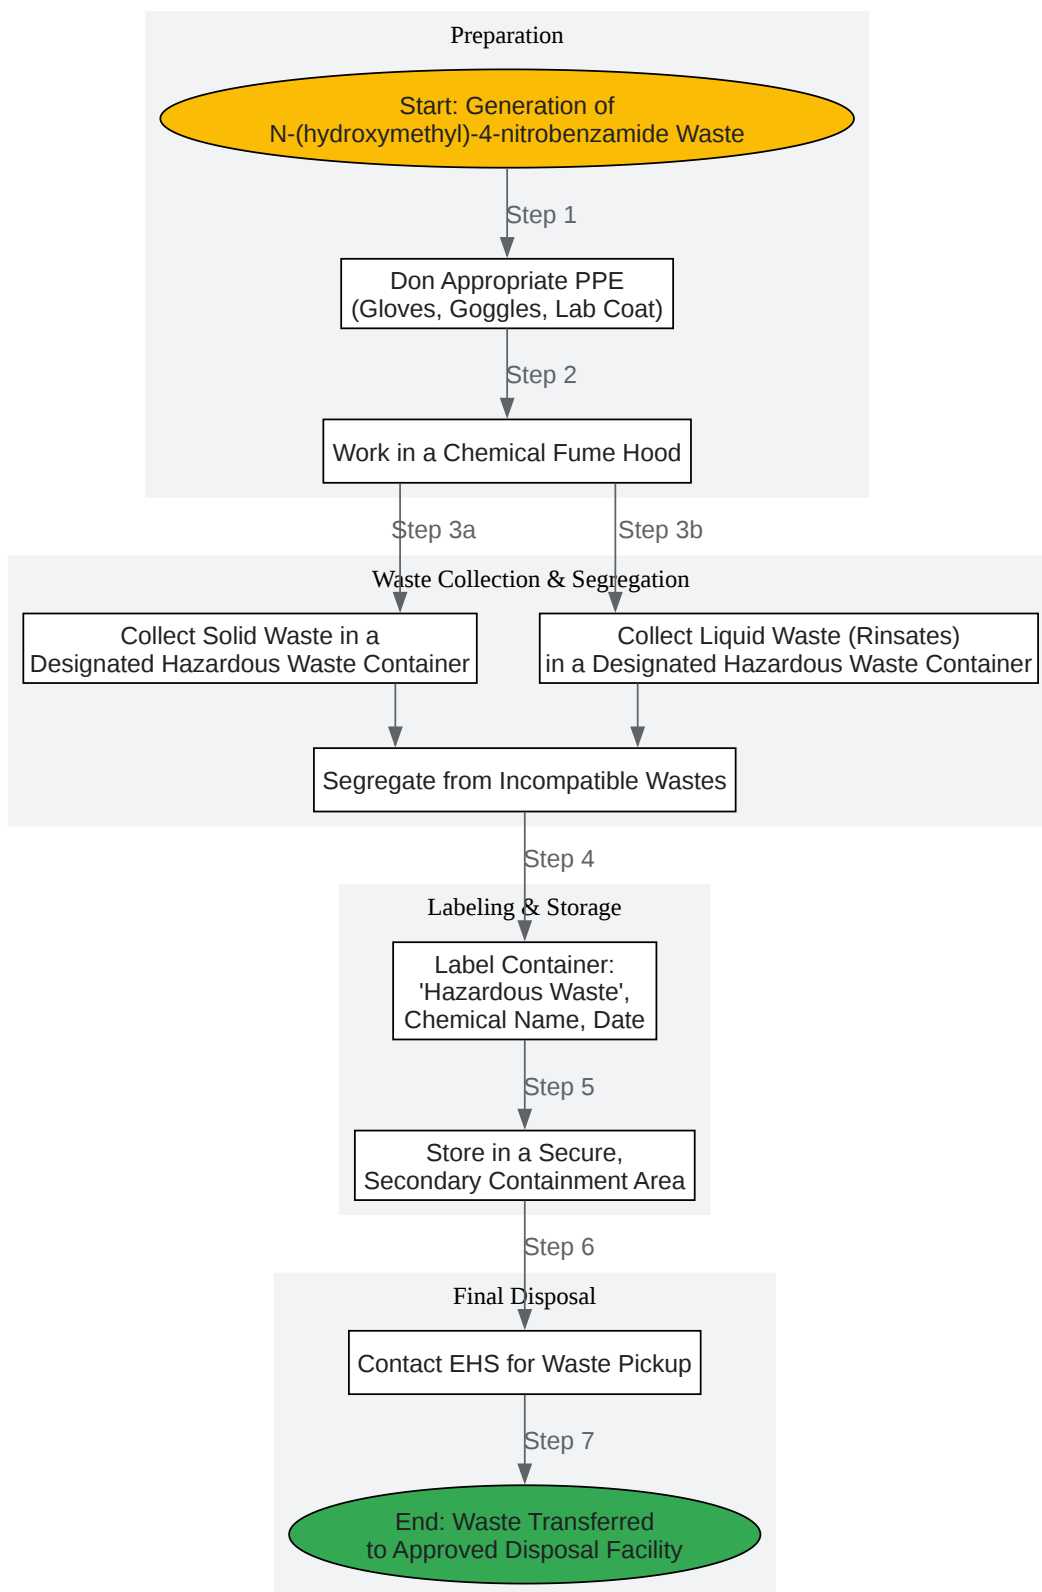 Preparation
Start: Generation of
N-(hydroxymethyl)-4-nitrobenzamide Waste
Step 1
Don Appropriate PPE
(Gloves, Goggles, Lab Coat)
Step 2
Work in a Chemical Fume Hood
Step 3a
Step 3b
Waste Collection & Segregation
Collect Solid Waste in a
Designated Hazardous Waste Container
Collect Liquid Waste (Rinsates)
in a Designated Hazardous Waste Container
Segregate from Incompatible Wastes
Step 4
Labeling & Storage
Label Container:
'Hazardous Waste',
Chemical Name, Date
Step 5
Store in a Secure,
Secondary Containment Area
Step 6
Final Disposal
Contact EHS for Waste Pickup
Step 7
End: Waste Transferred
to Approved Disposal Facility